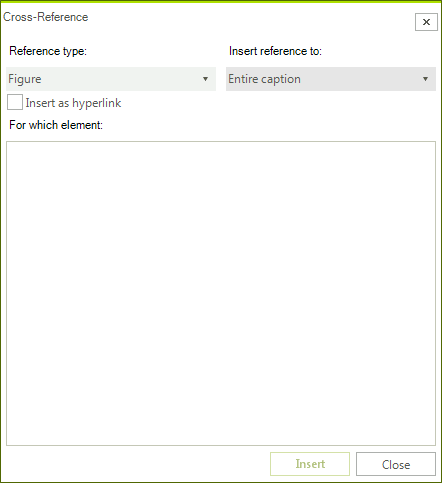 Cross-Reference
Reference type:
Insert reference to:
Figure
Entire caption
Insert as hyperlink
For which element:
Insert
Close